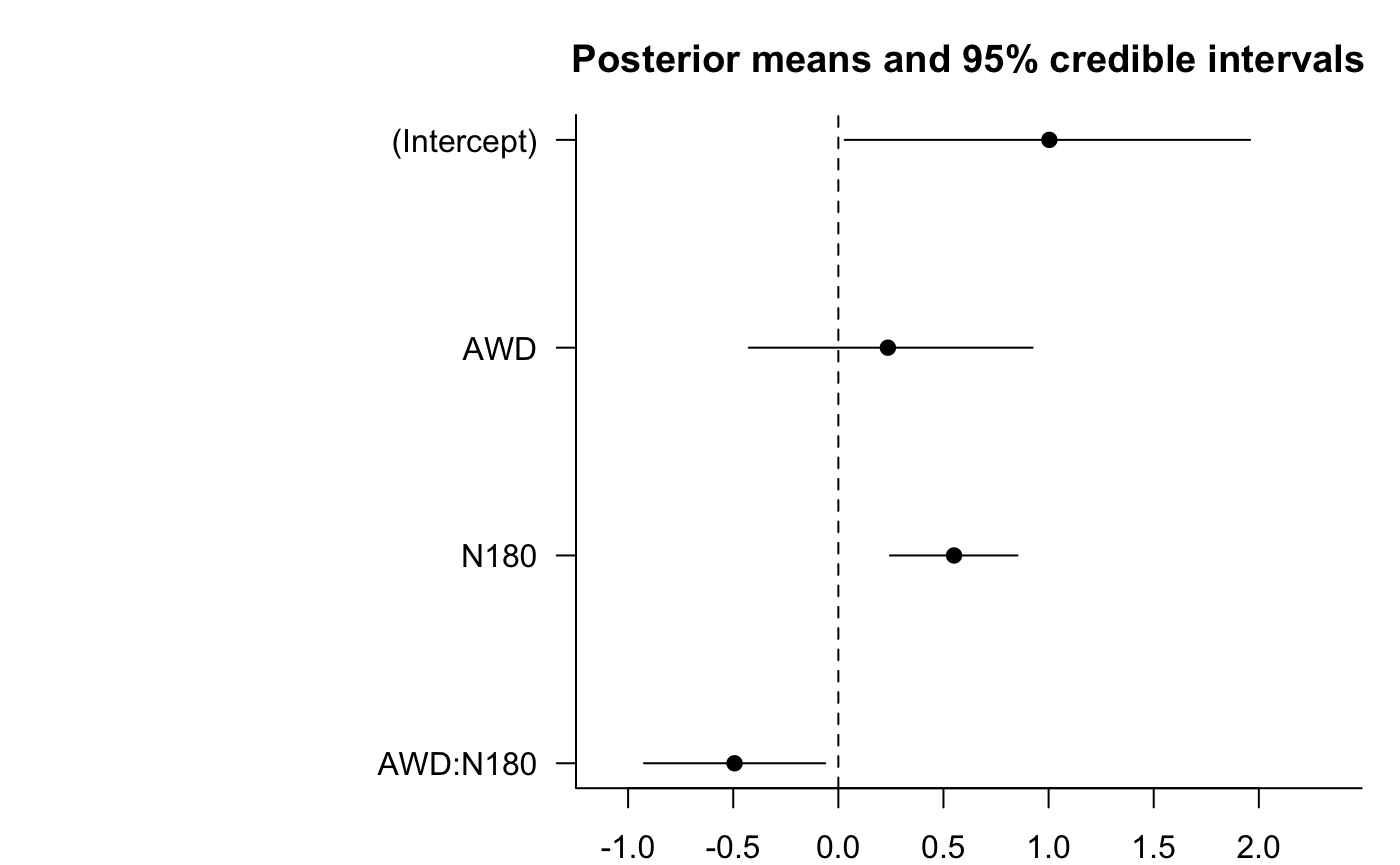 Posterior means and 95% credible intervals
(Intercept)
AWD
N180
AWD:N180
-1.0 -0.5 0.0 0.5 1.0 1.5 2.0